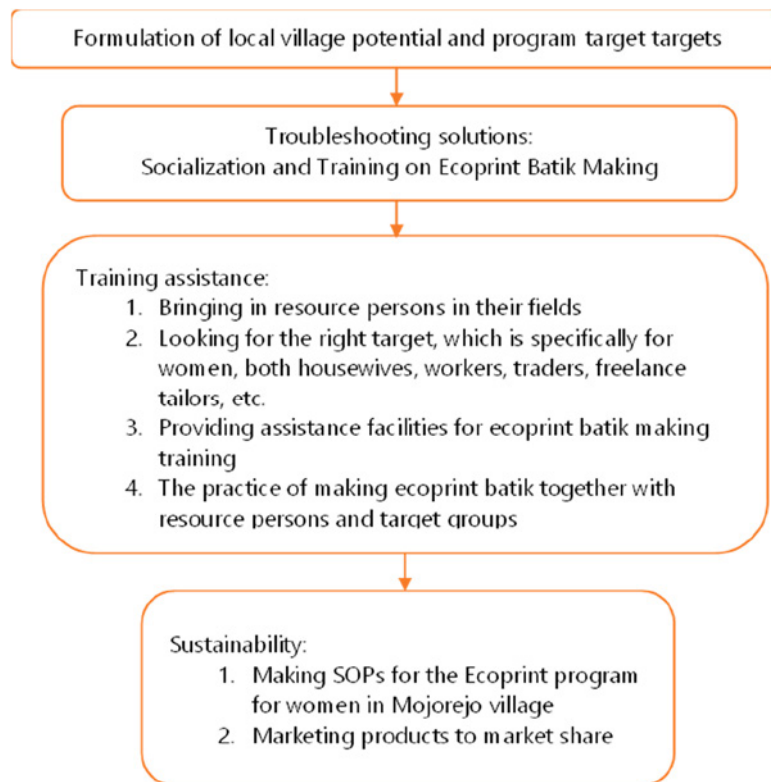 Formulation of local village potential and program target targets
Troubleshooting solutions:
Socialization and Training on Ecoprint Batik Making
Training assistance:
1. Bringing in resource persons in their fields
2. Looking for the right target, which is specifically for
women, both housewives, workers, traders, freelance
tailors, etc.
3. Providing assistance facilities for ecoprint batik making
training
4. The practice of making ecoprint batik together with
resource persons and target groups
Sustainability:
1. Making SOPs for the Ecoprint program
for women in Mojorejo village
2. Marketing products to market share